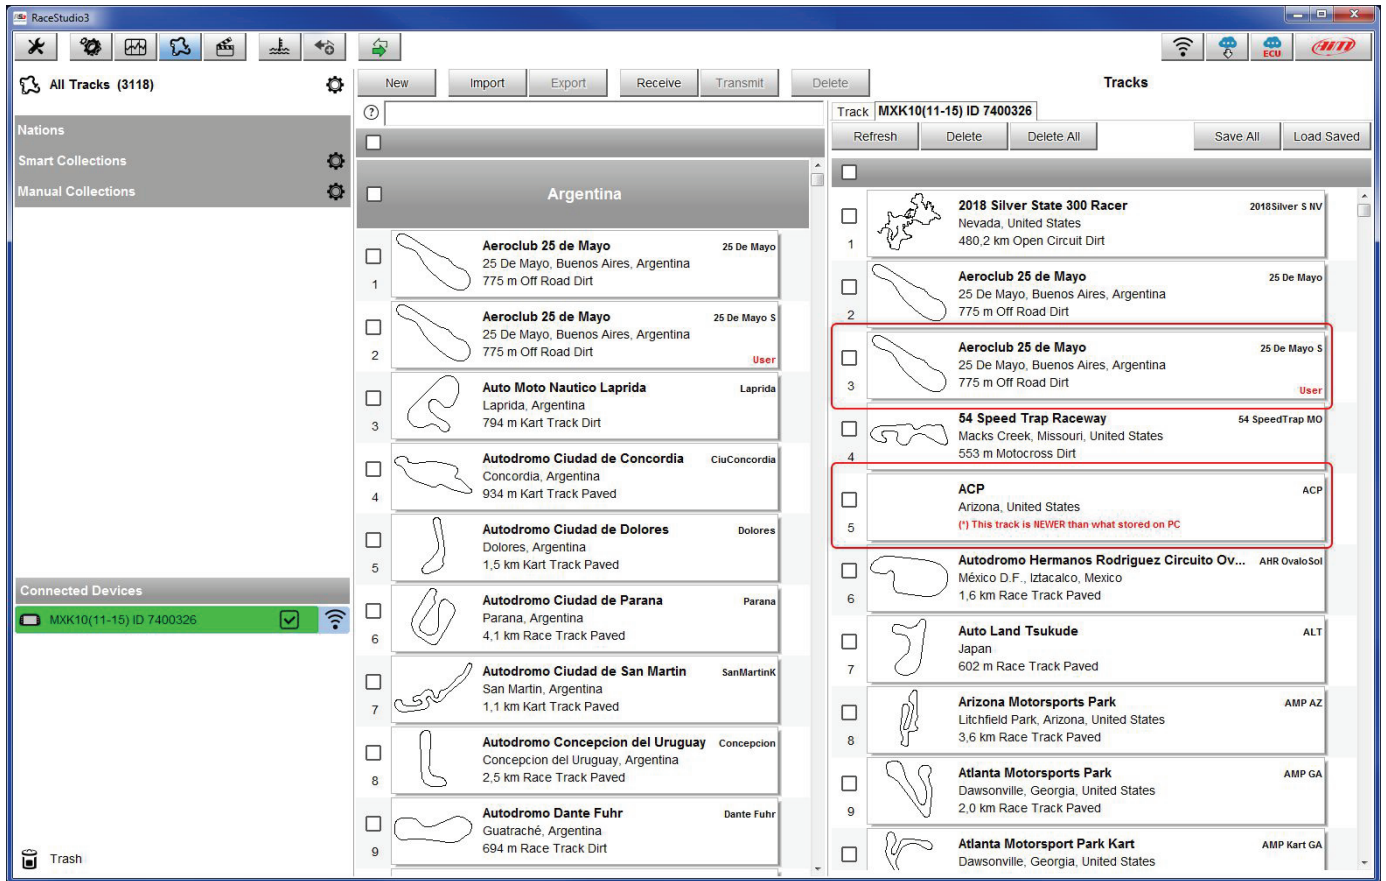 RaceStudio3
ECU
AiM
All Tracks (3118)
Nations
Smart Collections
Manual Collections
Connected Devices
MXK10(11-15) ID 7400326
Trash
New
Import
Export
Receive
Transmit
Delete
?
Argentina
Aeroclub 25 de Mayo
25 De Mayo
25 De Mayo, Buenos Aires, Argentina
775 m Off Road Dirt
1
Aeroclub 25 de Mayo
25 De Mayo S
25 De Mayo, Buenos Aires, Argentina
775 m Off Road Dirt
User
2
Auto Moto Nautico Laprida
Laprida
Laprida, Argentina
794 m Kart Track Dirt
3
Autodromo Ciudad de Concordia
CiuConcordia
Concordia, Argentina
934 m Kart Track Paved
4
Autodromo Ciudad de Dolores
Dolores
Dolores, Argentina
1,5 km Kart Track Paved
5
Autodromo Ciudad de Parana
Parana
Parana, Argentina
4,1 km Race Track Paved
6
Autodromo Ciudad de San Martin
SanMartinK
San Martin, Argentina
1,1 km Kart Track Paved
7
Autodromo Concepcion del Uruguay
Concepcion
Concepcion del Uruguay, Argentina
2,5 km Race Track Paved
8
Autodromo Dante Fuhr
Dante Fuhr
Guatraché, Argentina
694 m Race Track Dirt
9
Tracks
Track
MXK10(11-15) ID 7400326
Refresh
Delete
Delete All
Save All
Load Saved
2018 Silver State 300 Racer
2018Silver S NV
Nevada, United States
480,2 km Open Circuit Dirt
1
Aeroclub 25 de Mayo
25 De Mayo
25 De Mayo, Buenos Aires, Argentina
775 m Off Road Dirt
2
Aeroclub 25 de Mayo
25 De Mayo S
25 De Mayo, Buenos Aires, Argentina
775 m Off Road Dirt
User
3
54 Speed Trap Raceway
54 SpeedTrap MO
Macks Creek, Missouri, United States
553 m Motocross Dirt
4
ACP
ACP
Arizona, United States
(*) This track is NEWER than what stored on PC
5
Autodromo Hermanos Rodriguez Circuito Ov...
AHR OvaloSol
México D.F., Iztacalco, Mexico
1,6 km Race Track Paved
6
Auto Land Tsukude
ALT
Japan
602 m Race Track Paved
7
Arizona Motorsports Park
AMP AZ
Litchfield Park, Arizona, United States
3,6 km Race Track Paved
8
Atlanta Motorsports Park
AMP GA
Dawsonville, Georgia, United States
2,0 km Race Track Paved
9
Atlanta Motorsport Park Kart
AMP Kart GA
Dawsonville, Georgia, United States